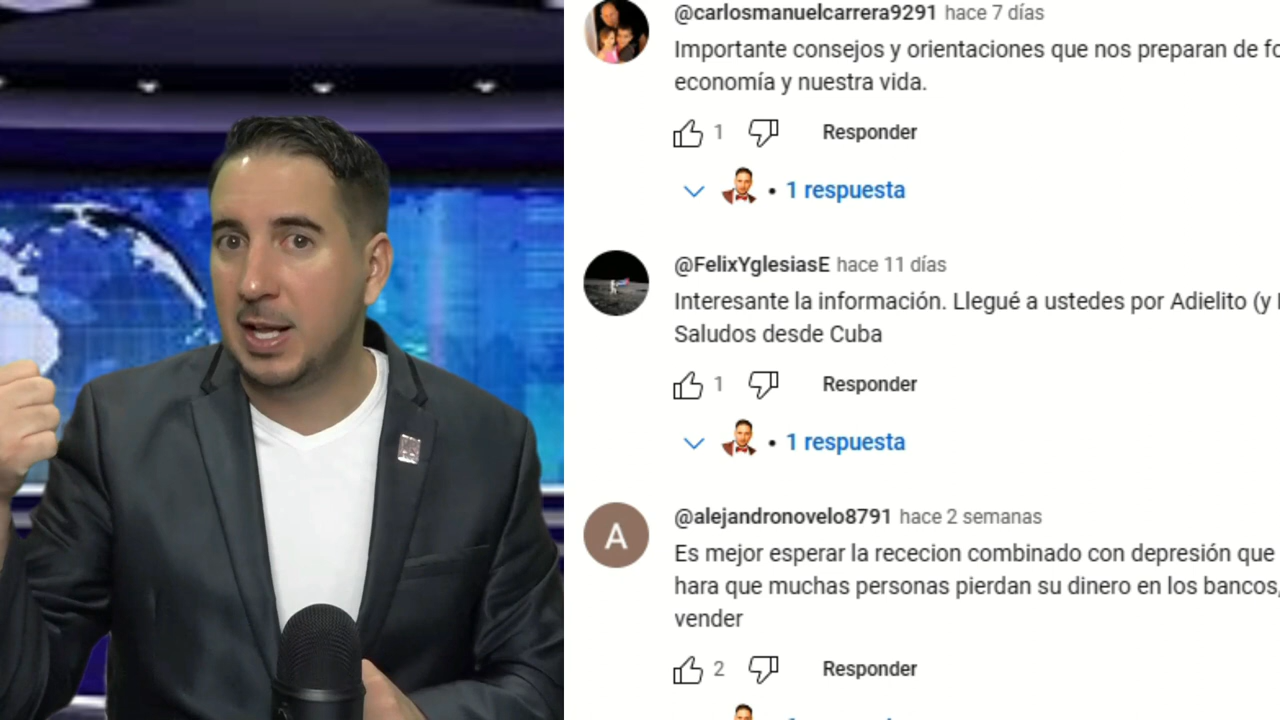 @carlosmanuelcarrera9291 hace 7 días
Importante consejos y orientaciones que nos preparan de
economía y nuestra vida.
1 Responder
1 respuesta
@FelixYglesiasE hace 11 días
Interesante la información. Llegué a ustedes por Adielito (y
Saludos desde Cuba
1 Responder
1 respuesta
A
@alejandronovelo8791 hace 2 semanas
Es mejor esperar la rececion combinado con depresión que
hara que muchas personas pierdan su dinero en los bancos,
vender
2 Responder